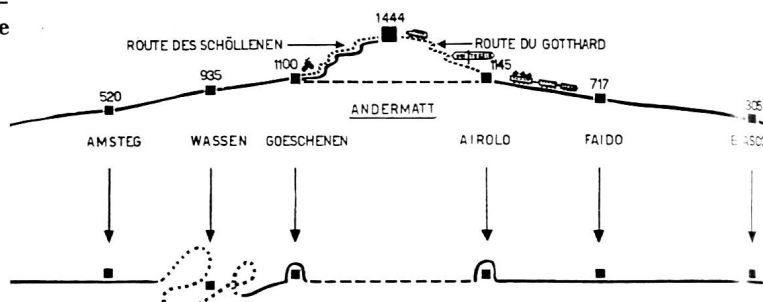 e
1444
ROUTE DES SCHÖLLENEN
ROUTE DU GOTTHARD
1100
1145
935
717
520
305
ANDERMATT
AMSTEG WASSEN GOESCHENEN AIROLO FAIDO